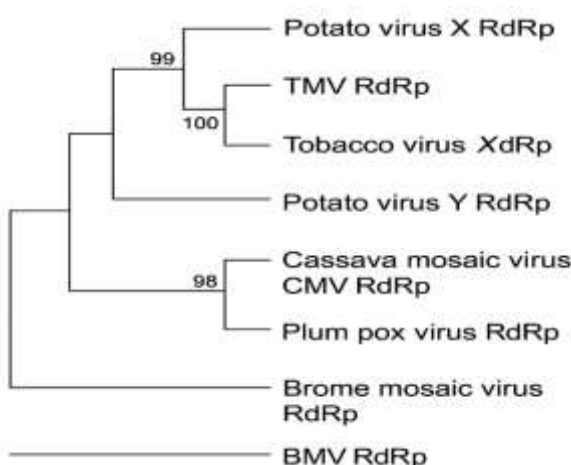 Potato virus X RdRp
99
TMV RdRp
100
Tobacco virus XdRp
Potato virus Y RdRp
Cassava mosaic virus
CMV RdRp
98
Plum pox virus RdRp
Brome mosaic virus
RdRp
BMV RdRp